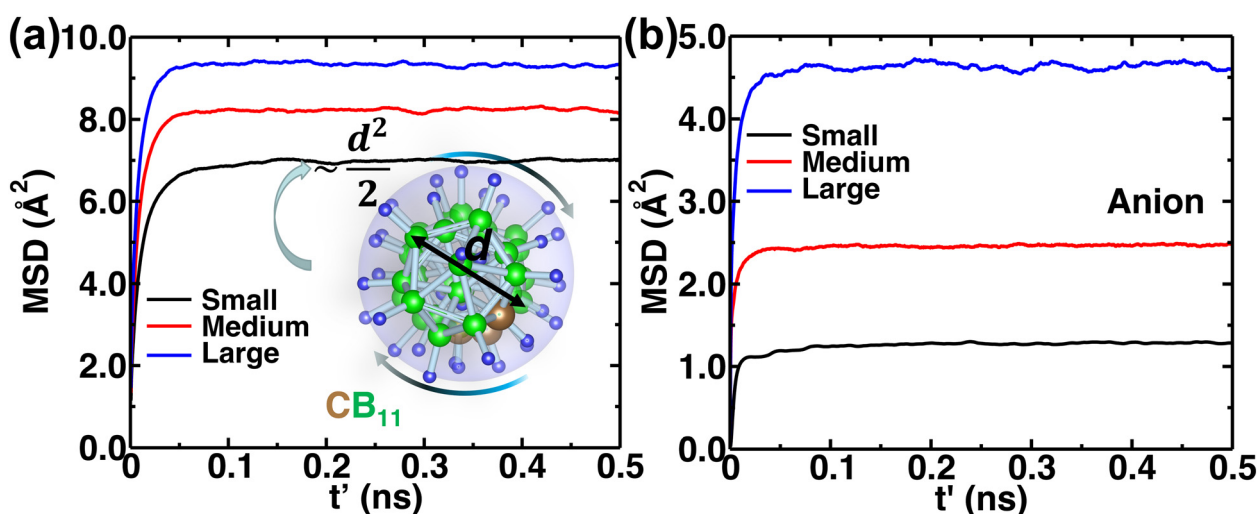 (a)
10.0
8.0
6.0
4.0
2.0
0.0
MSD (Å²)
~ d²/2
d
Small
Medium
Large
CB₁₁
0 0.1 0.2 0.3 0.4 0.5
t’ (ns)
(b)
5.0
4.0
3.0
2.0
1.0
0.0
MSD (Å²)
Small
Medium
Large
Anion
0 0.1 0.2 0.3 0.4 0.5
t' (ns)